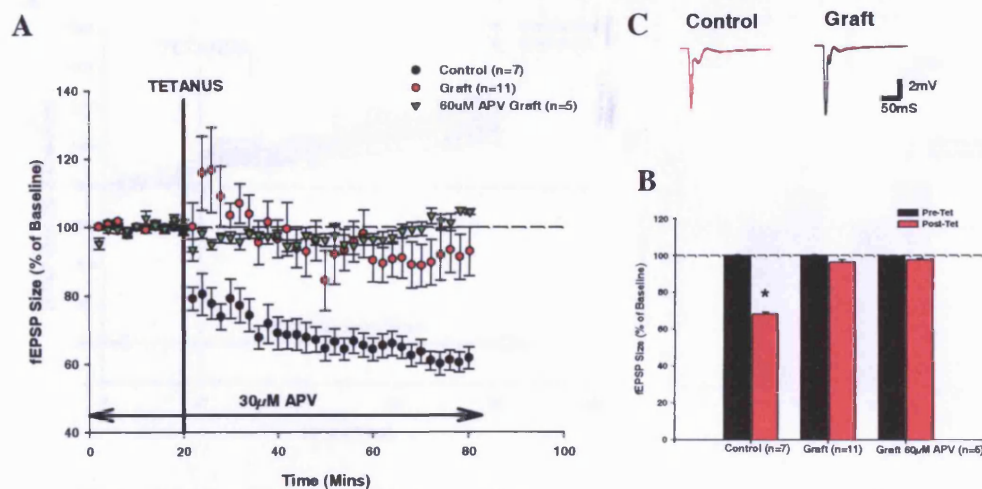 A
TETANUS
Control (n=7)
Graft (n=11)
60uM APV Graft (n=5)
fEPSP Size (% of Baseline)
140
120
100
80
60
40
30μM APV
0
20
40
60
80
100
Time (Mins)
C
Control
Graft
2mV
50mS
B
Pre-Tet
Post-Tet
fEPSP Size (% of Baseline)
120
100
80
60
40
20
0
*
Control (n=7)
Graft (n=11)
Graft 60μM APV (n=5)